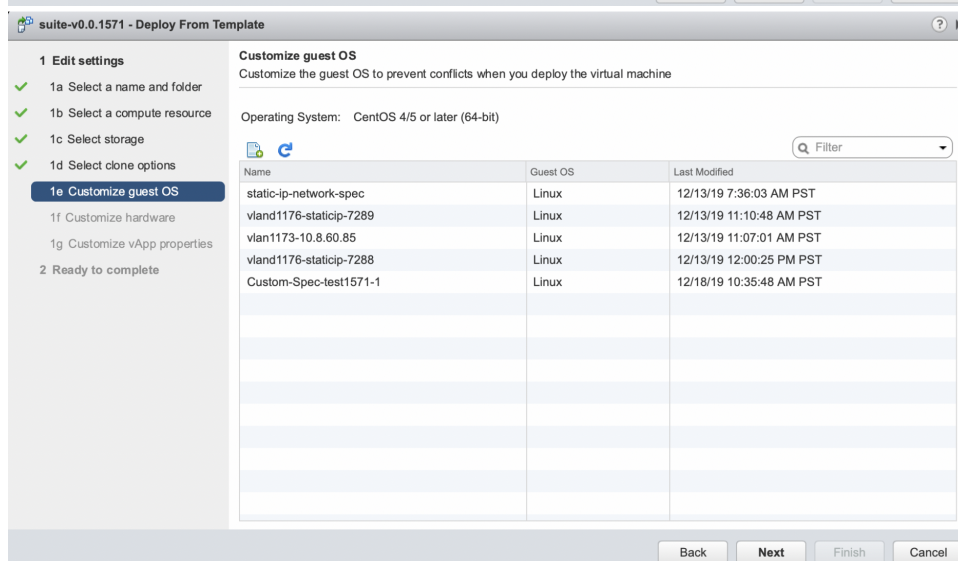 suite-v0.0.1571 - Deploy From Template
?
1 Edit settings
1a Select a name and folder
1b Select a compute resource
1c Select storage
1d Select clone options
1e Customize guest OS
1f Customize hardware
1g Customize vApp properties
2 Ready to complete
Customize guest OS
Customize the guest OS to prevent conflicts when you deploy the virtual machine
Operating System: CentOS 4/5 or later (64-bit)
Filter
Name Guest OS Last Modified
static-ip-network-spec Linux 12/13/19 7:36:03 AM PST
vland1176-staticip-7289 Linux 12/13/19 11:10:48 AM PST
vlan1173-10.8.60.85 Linux 12/13/19 11:07:01 AM PST
vland1176-staticip-7288 Linux 12/13/19 12:00:25 PM PST
Custom-Spec-test1571-1 Linux 12/18/19 10:35:48 AM PST
Back Next Finish Cancel